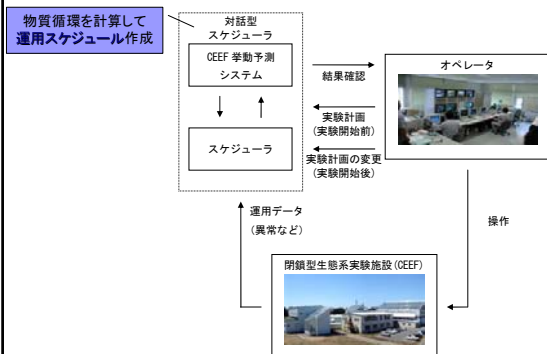 物質循環を計算して
運用スケジュール作成
対話型
スケジューラ
CEEF 挙動予測
システム
スケジューラ
結果確認
実験計画
(実験開始前)
実験計画の変更
(実験開始後)
オペレータ
運用データ
(異常など)
操作
閉鎖型生態系実験施設(CEEF)